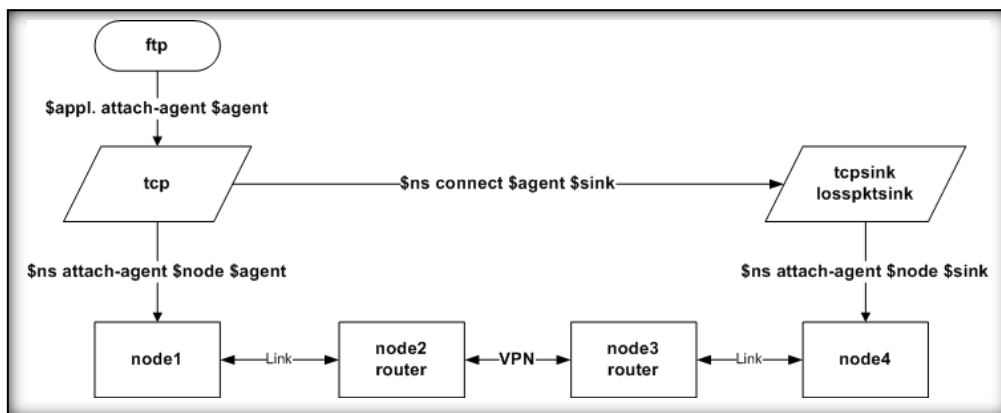 ftp
$appl. attach-agent $agent
tcp
$ns connect $agent $sink
tcpsink
losspktsink
$ns attach-agent $node $agent
$ns attach-agent $node $sink
node1
Link
node2
router
VPN
node3
router
Link
node4